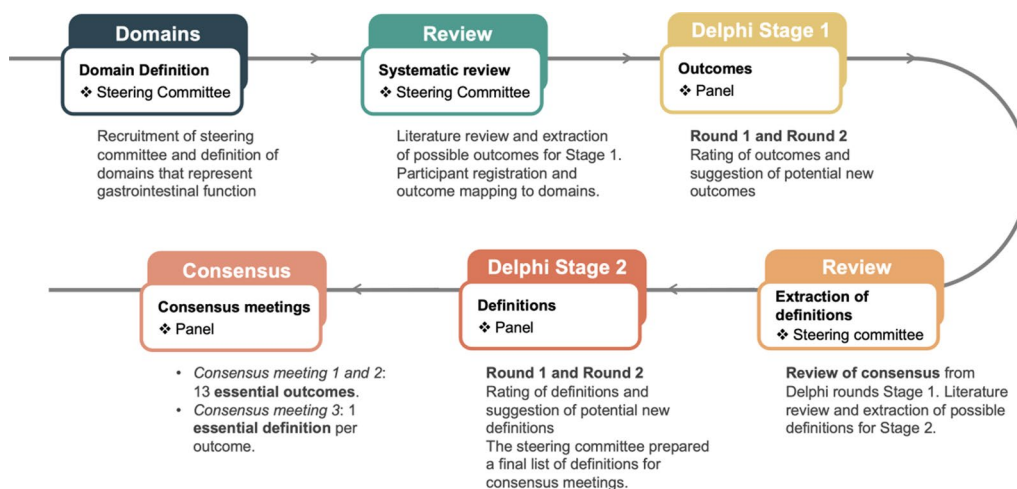 Domains
Domain Definition
❖ Steering Committee
Recruitment of steering
committee and definition of
domains that represent
gastrointestinal function
Review
Systematic review
❖ Steering Committee
Literature review and extraction
of possible outcomes for Stage 1.
Participant registration and
outcome mapping to domains.
Delphi Stage 1
Outcomes
❖ Panel
Round 1 and Round 2
Rating of outcomes and
suggestion of potential new
outcomes
Review
Extraction of
definitions
❖ Steering committee
Review of consensus from
Delphi rounds Stage 1. Literature
review and extraction of possible
definitions for Stage 2.
Delphi Stage 2
Definitions
❖ Panel
Round 1 and Round 2
Rating of definitions and
suggestion of potential new
definitions
The steering committee prepared
a final list of definitions for
consensus meetings.
Consensus
Consensus meetings
❖ Panel
• Consensus meeting 1 and 2:
13 essential outcomes.
• Consensus meeting 3: 1
essential definition per
outcome.